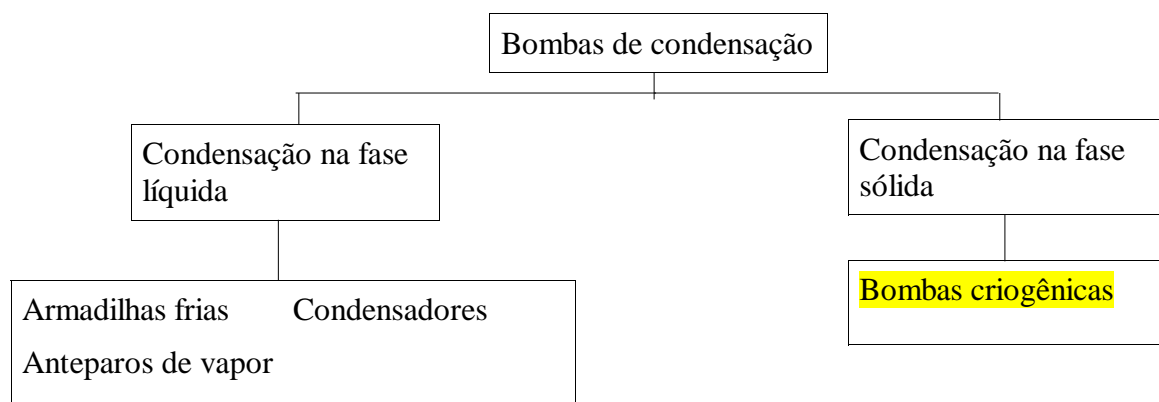 Bombas de condensação
Condensação na fase
líquida
Condensação na fase
sólida
Armadilhas frias Condensadores
Anteparos de vapor
Bombas criogênicas